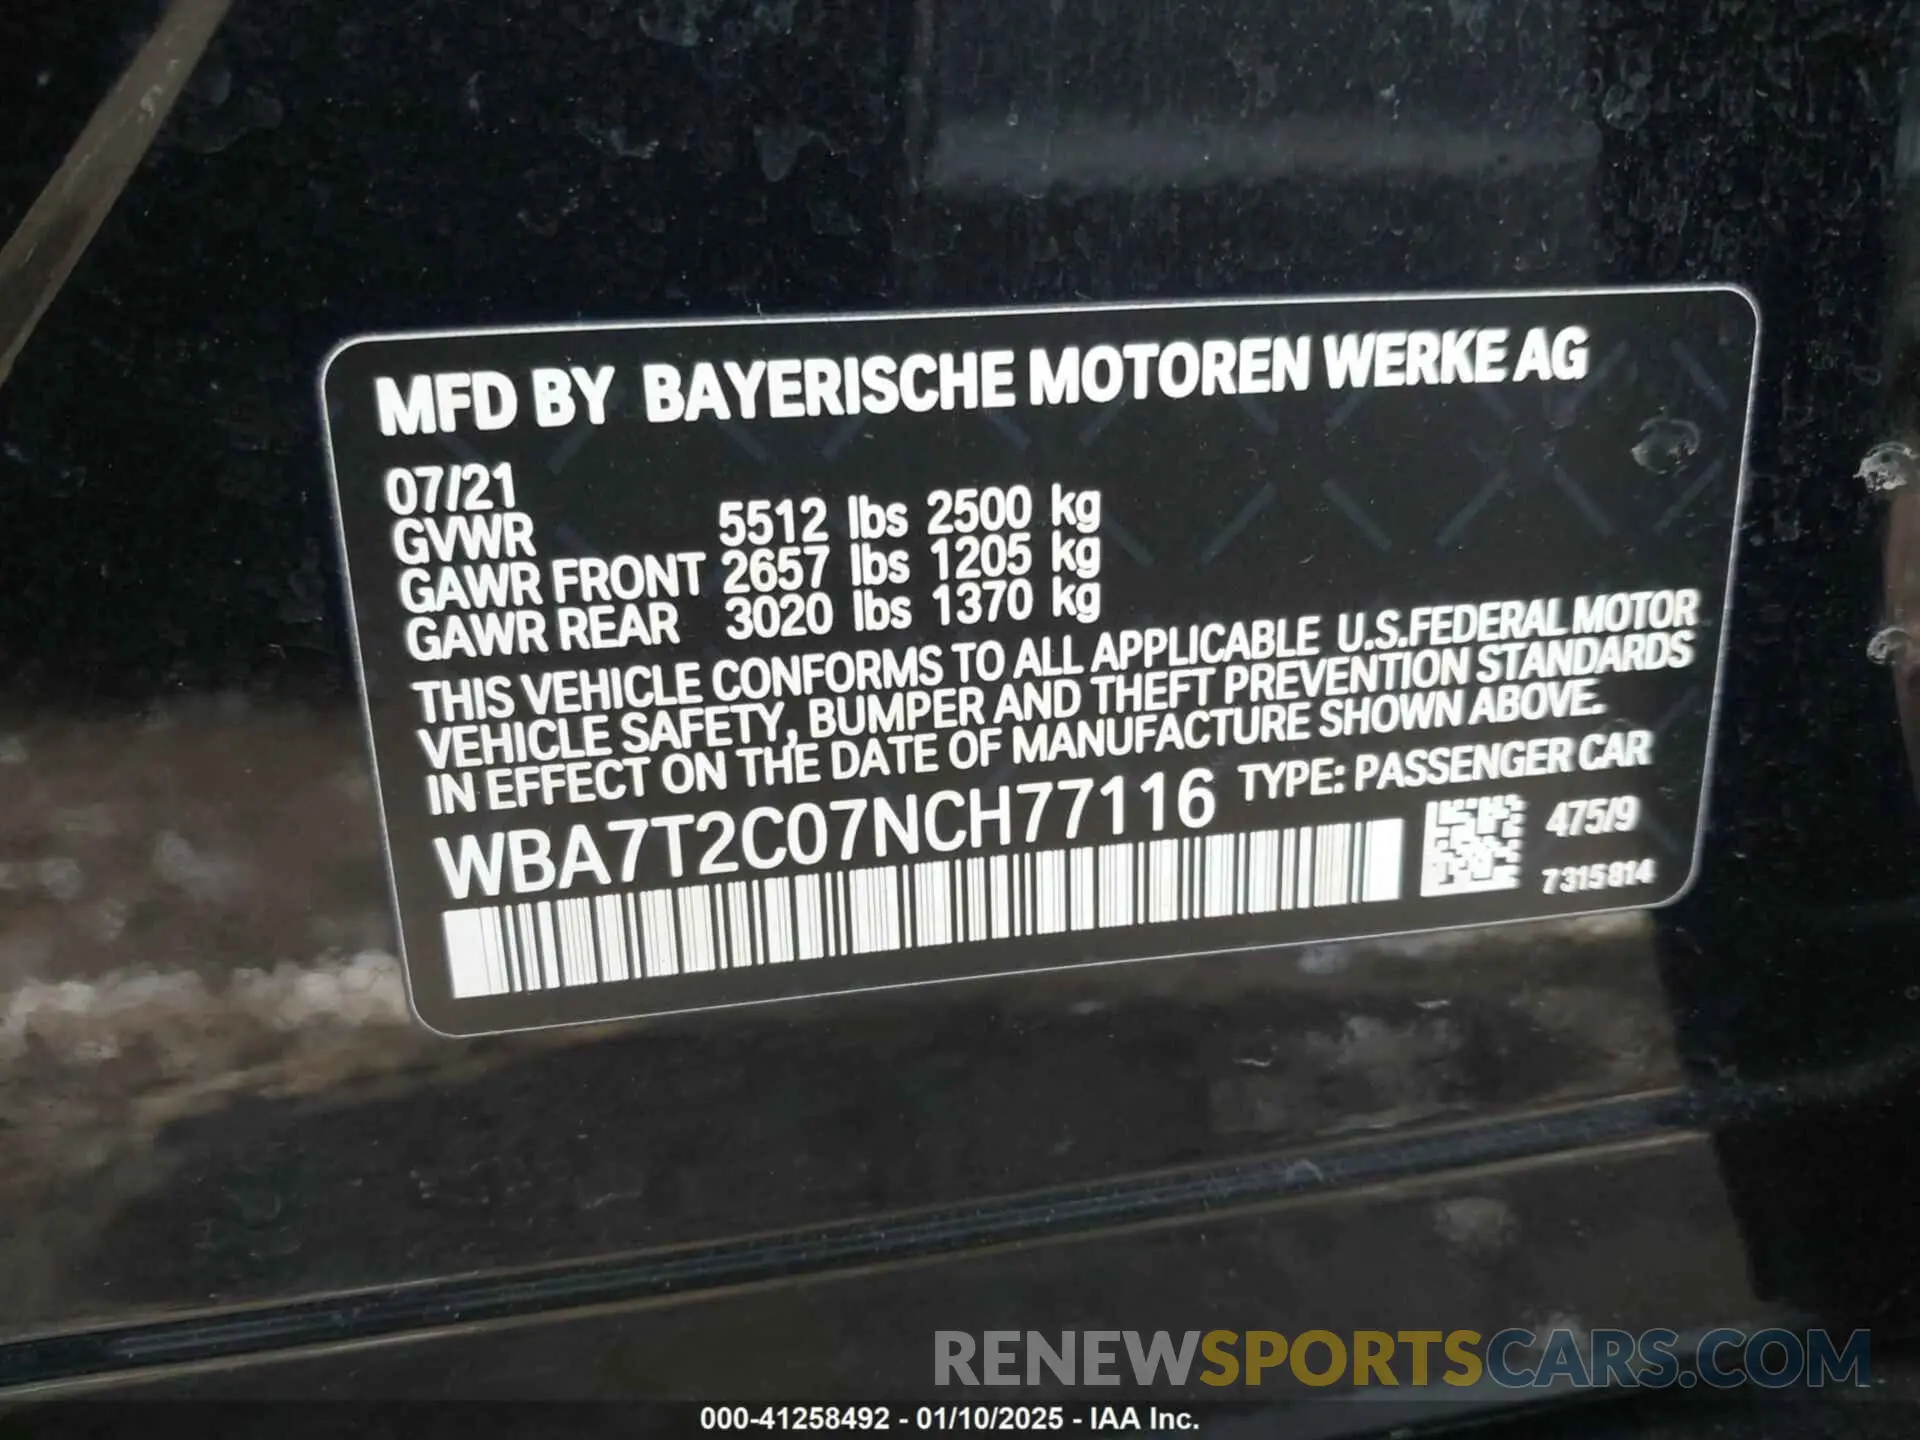 MFD BY BAYERISCHE MOTOREN WERKE AG
07/21
GVWR 5512 lbs 2500 kg
GAWR FRONT 2657 lbs 1205 kg
GAWR REAR 3020 lbs 1370 kg
THIS VEHICLE CONFORMS TO ALL APPLICABLE U.S.FEDERAL MOTOR
VEHICLE SAFETY, BUMPER AND THEFT PREVENTION STANDARDS
IN EFFECT ON THE DATE OF MANUFACTURE SHOWN ABOVE.
WBA7T2C07NCH77116 TYPE: PASSENGER CAR
475/9
7315814
RENEWSPORTSCARS.COM
000-41258492 - 01/10/2025 - IAA Inc.